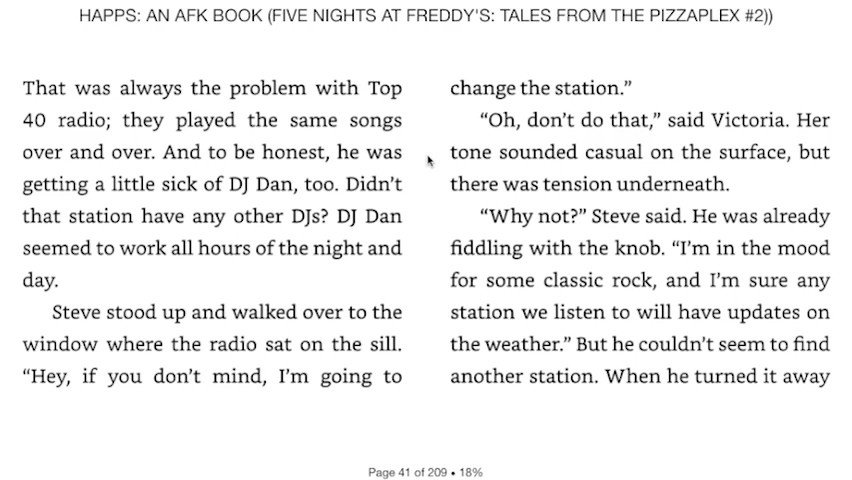 HAPPS: AN AFK BOOK (FIVE NIGHTS AT FREDDY'S: TALES FROM THE PIZZAPLEX #2))
That was always the problem with Top
40 radio; they played the same songs
over and over. And to be honest, he was
getting a little sick of DJ Dan, too. Didn’t
that station have any other DJs? DJ Dan
seemed to work all hours of the night and
day.
Steve stood up and walked over to the
window where the radio sat on the sill.
“Hey, if you don’t mind, I’m going to
change the station.”
“Oh, don’t do that,” said Victoria. Her
tone sounded casual on the surface, but
there was tension underneath.
“Why not?” Steve said. He was already
fiddling with the knob. “I’m in the mood
for some classic rock, and I’m sure any
station we listen to will have updates on
the weather.” But he couldn’t seem to find
another station. When he turned it away
Page 41 of 209 • 18%